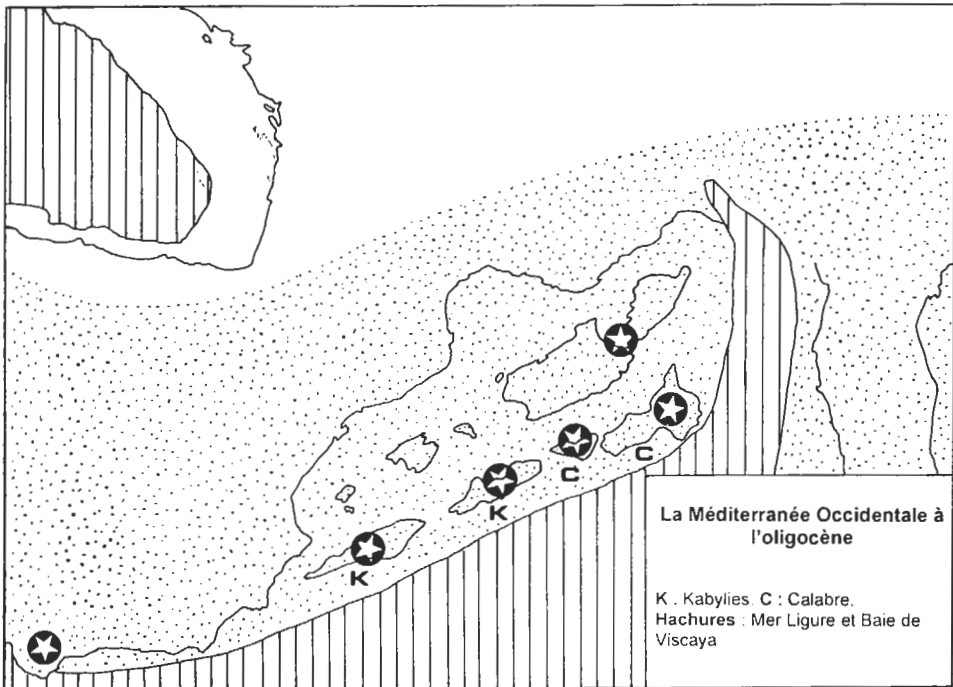 C
C
K
K
La Méditerranée Occidentale à
l'oligocène
K . Kabylies. C : Calabre.
Hachures : Mer Ligure et Baie de
Viscaya